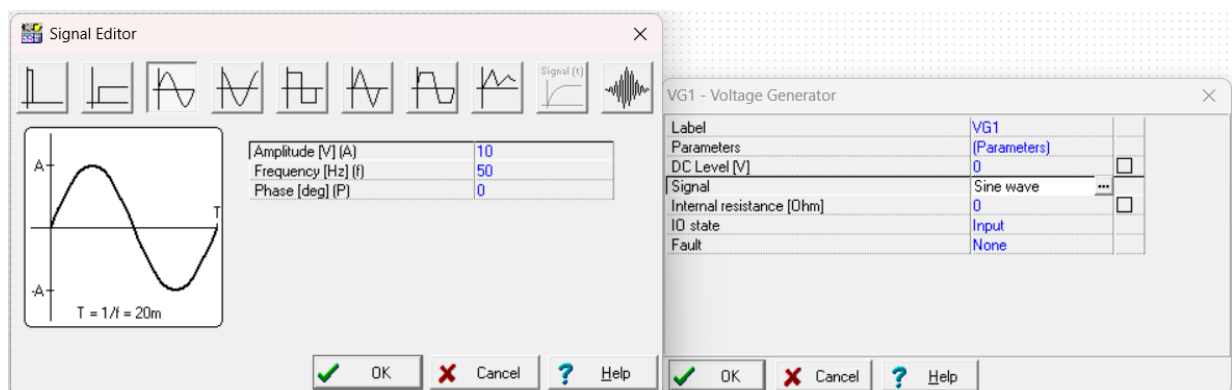 Signal Editor
Signal (t)
A
T
-A
T = 1/f = 20m
Amplitude [V] (A) 10
Frequency [Hz] (f) 50
Phase [deg] (P) 0
OK Cancel Help
VG1 - Voltage Generator
Label VG1
Parameters (Parameters)
DC Level [V] 0
Signal Sine wave ...
Internal resistance [Ohm] 0
IO state Input
Fault None
OK Cancel Help